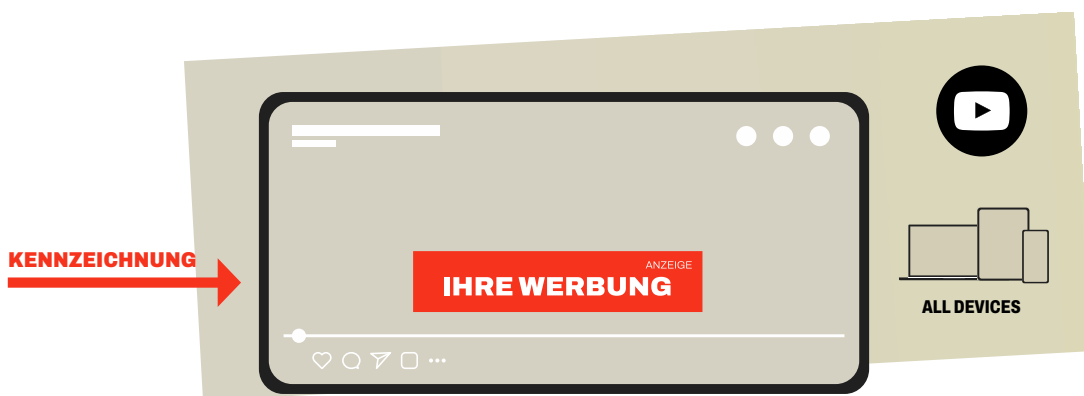 KENNZEICHNUNG
ANZEIGE
IHRE WERBUNG
ALL DEVICES